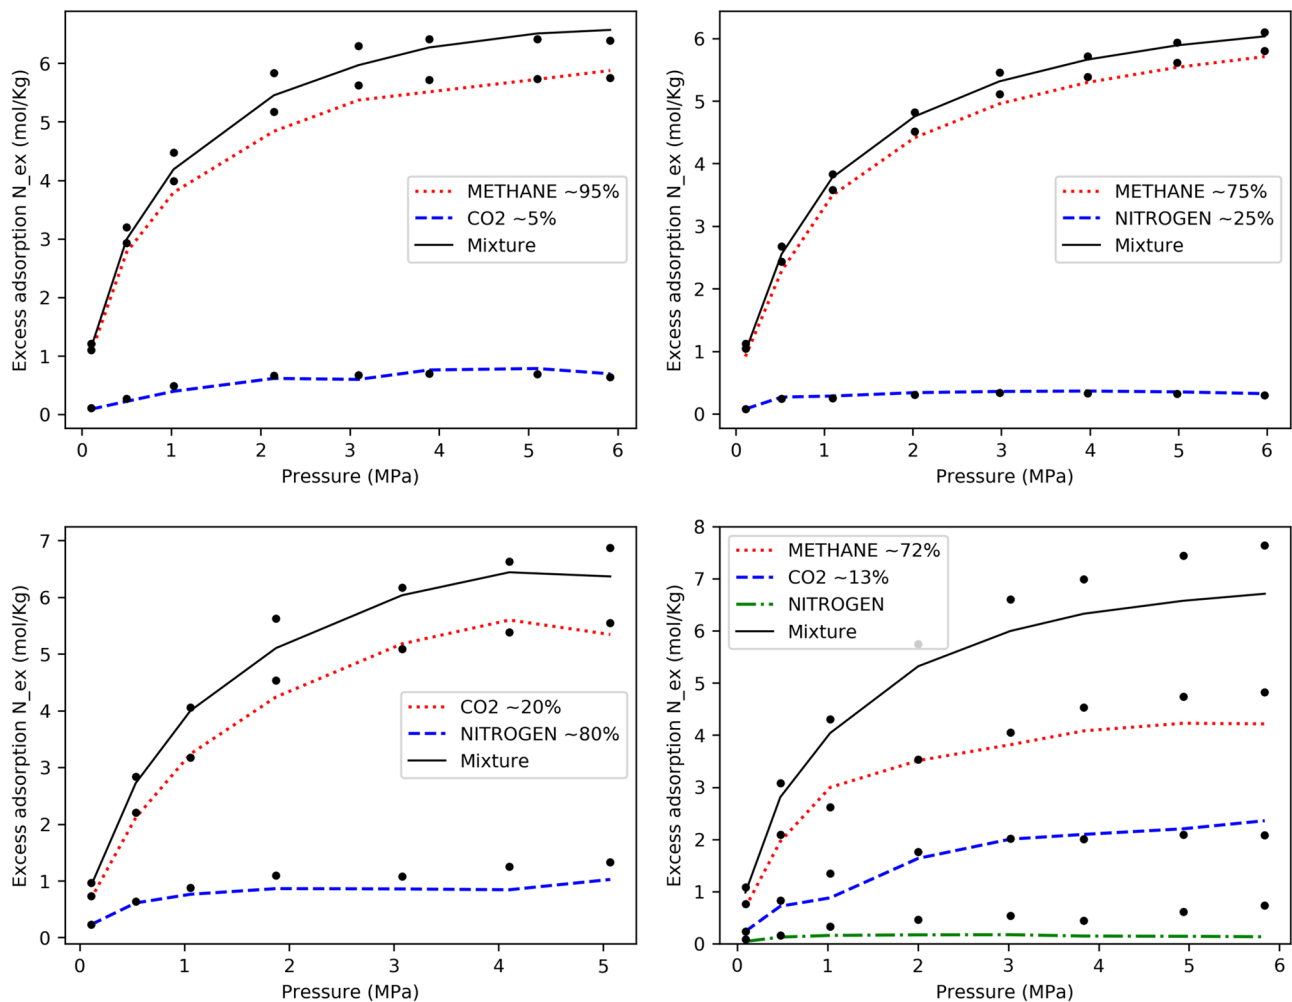 Excess adsorption N_ex (mol/Kg)
6
5
4
3
2
1
0
METHANE ~95%
CO2 ~5%
Mixture
0 1 2 3 4 5 6
Pressure (MPa)
Excess adsorption N_ex (mol/Kg)
6
5
4
3
2
1
0
METHANE ~75%
NITROGEN ~25%
Mixture
0 1 2 3 4 5 6
Pressure (MPa)
Excess adsorption N_ex (mol/Kg)
7
6
5
4
3
2
1
0
CO2 ~20%
NITROGEN ~80%
Mixture
0 1 2 3 4 5
Pressure (MPa)
Excess adsorption N_ex (mol/Kg)
8
7
6
5
4
3
2
1
0
METHANE ~72%
CO2 ~13%
NITROGEN
Mixture
0 1 2 3 4 5 6
Pressure (MPa)